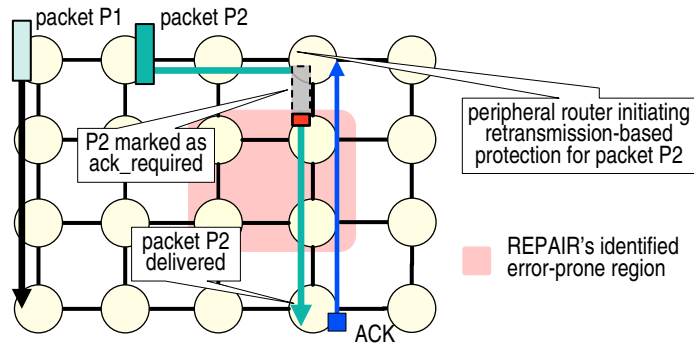 packet P1
packet P2
peripheral router initiating
retransmission-based
protection for packet P2
P2 marked as
ack_required
packet P2
delivered
REPAIR's identified
error-prone region
ACK